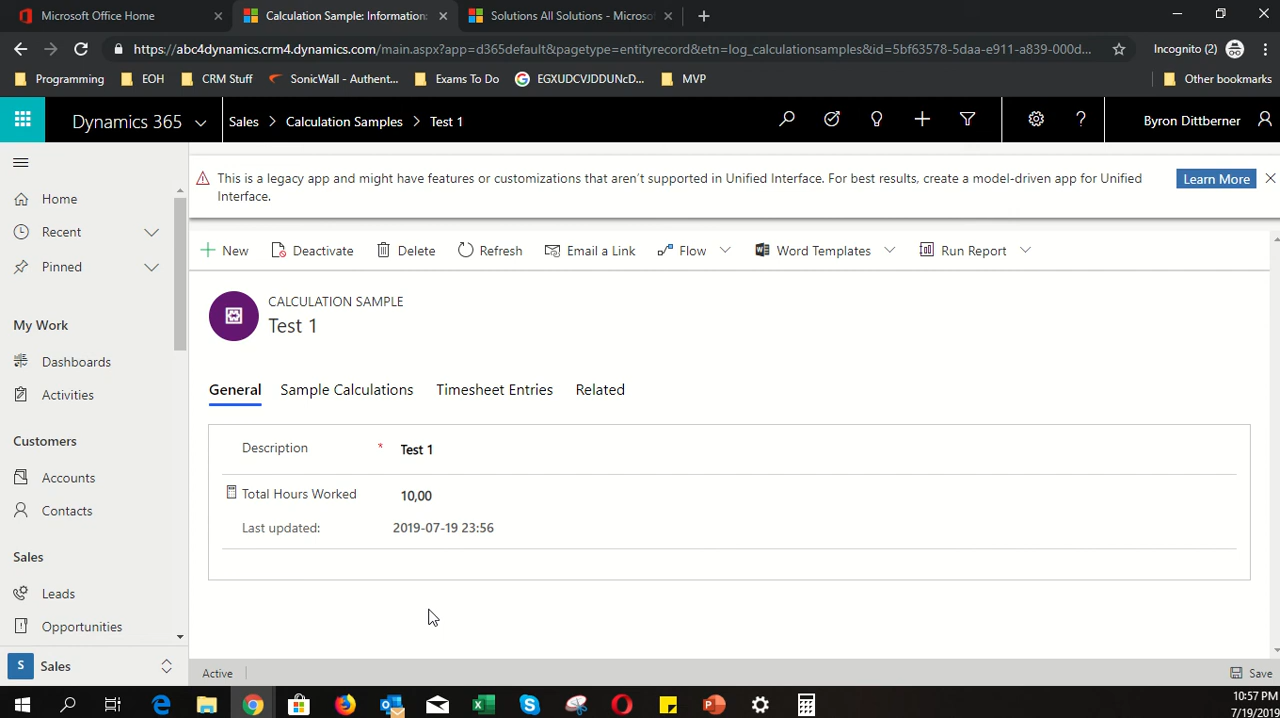 Microsoft Office Home
Calculation Sample: Information:
Solutions All Solutions - Microsof
https://abc4dynamics.crm4.dynamics.com/main.aspx?app=d365default&pagetype=entityrecord&etn=log_calculationsamples&id=5bf63578-5daa-e911-a839-000d...
Incognito (2)
Programming
EOH
CRM Stuff
SonicWall - Authent...
Exams To Do
EGXUDCVJDDUNcD...
MVP
Other bookmarks
Dynamics 365
Sales > Calculation Samples > Test 1
Byron Dittberner
This is a legacy app and might have features or customizations that aren't supported in Unified Interface. For best results, create a model-driven app for Unified
Interface.
Learn More
Home
Recent
Pinned
My Work
Dashboards
Activities
Customers
Accounts
Contacts
Sales
Leads
Opportunities
S Sales
New
Deactivate
Delete
Refresh
Email a Link
Flow
Word Templates
Run Report
CALCULATION SAMPLE
Test 1
General
Sample Calculations
Timesheet Entries
Related
Description * Test 1
Total Hours Worked 10,00
Last updated: 2019-07-19 23:56
Active
Save
10:57 PM
7/19/2019